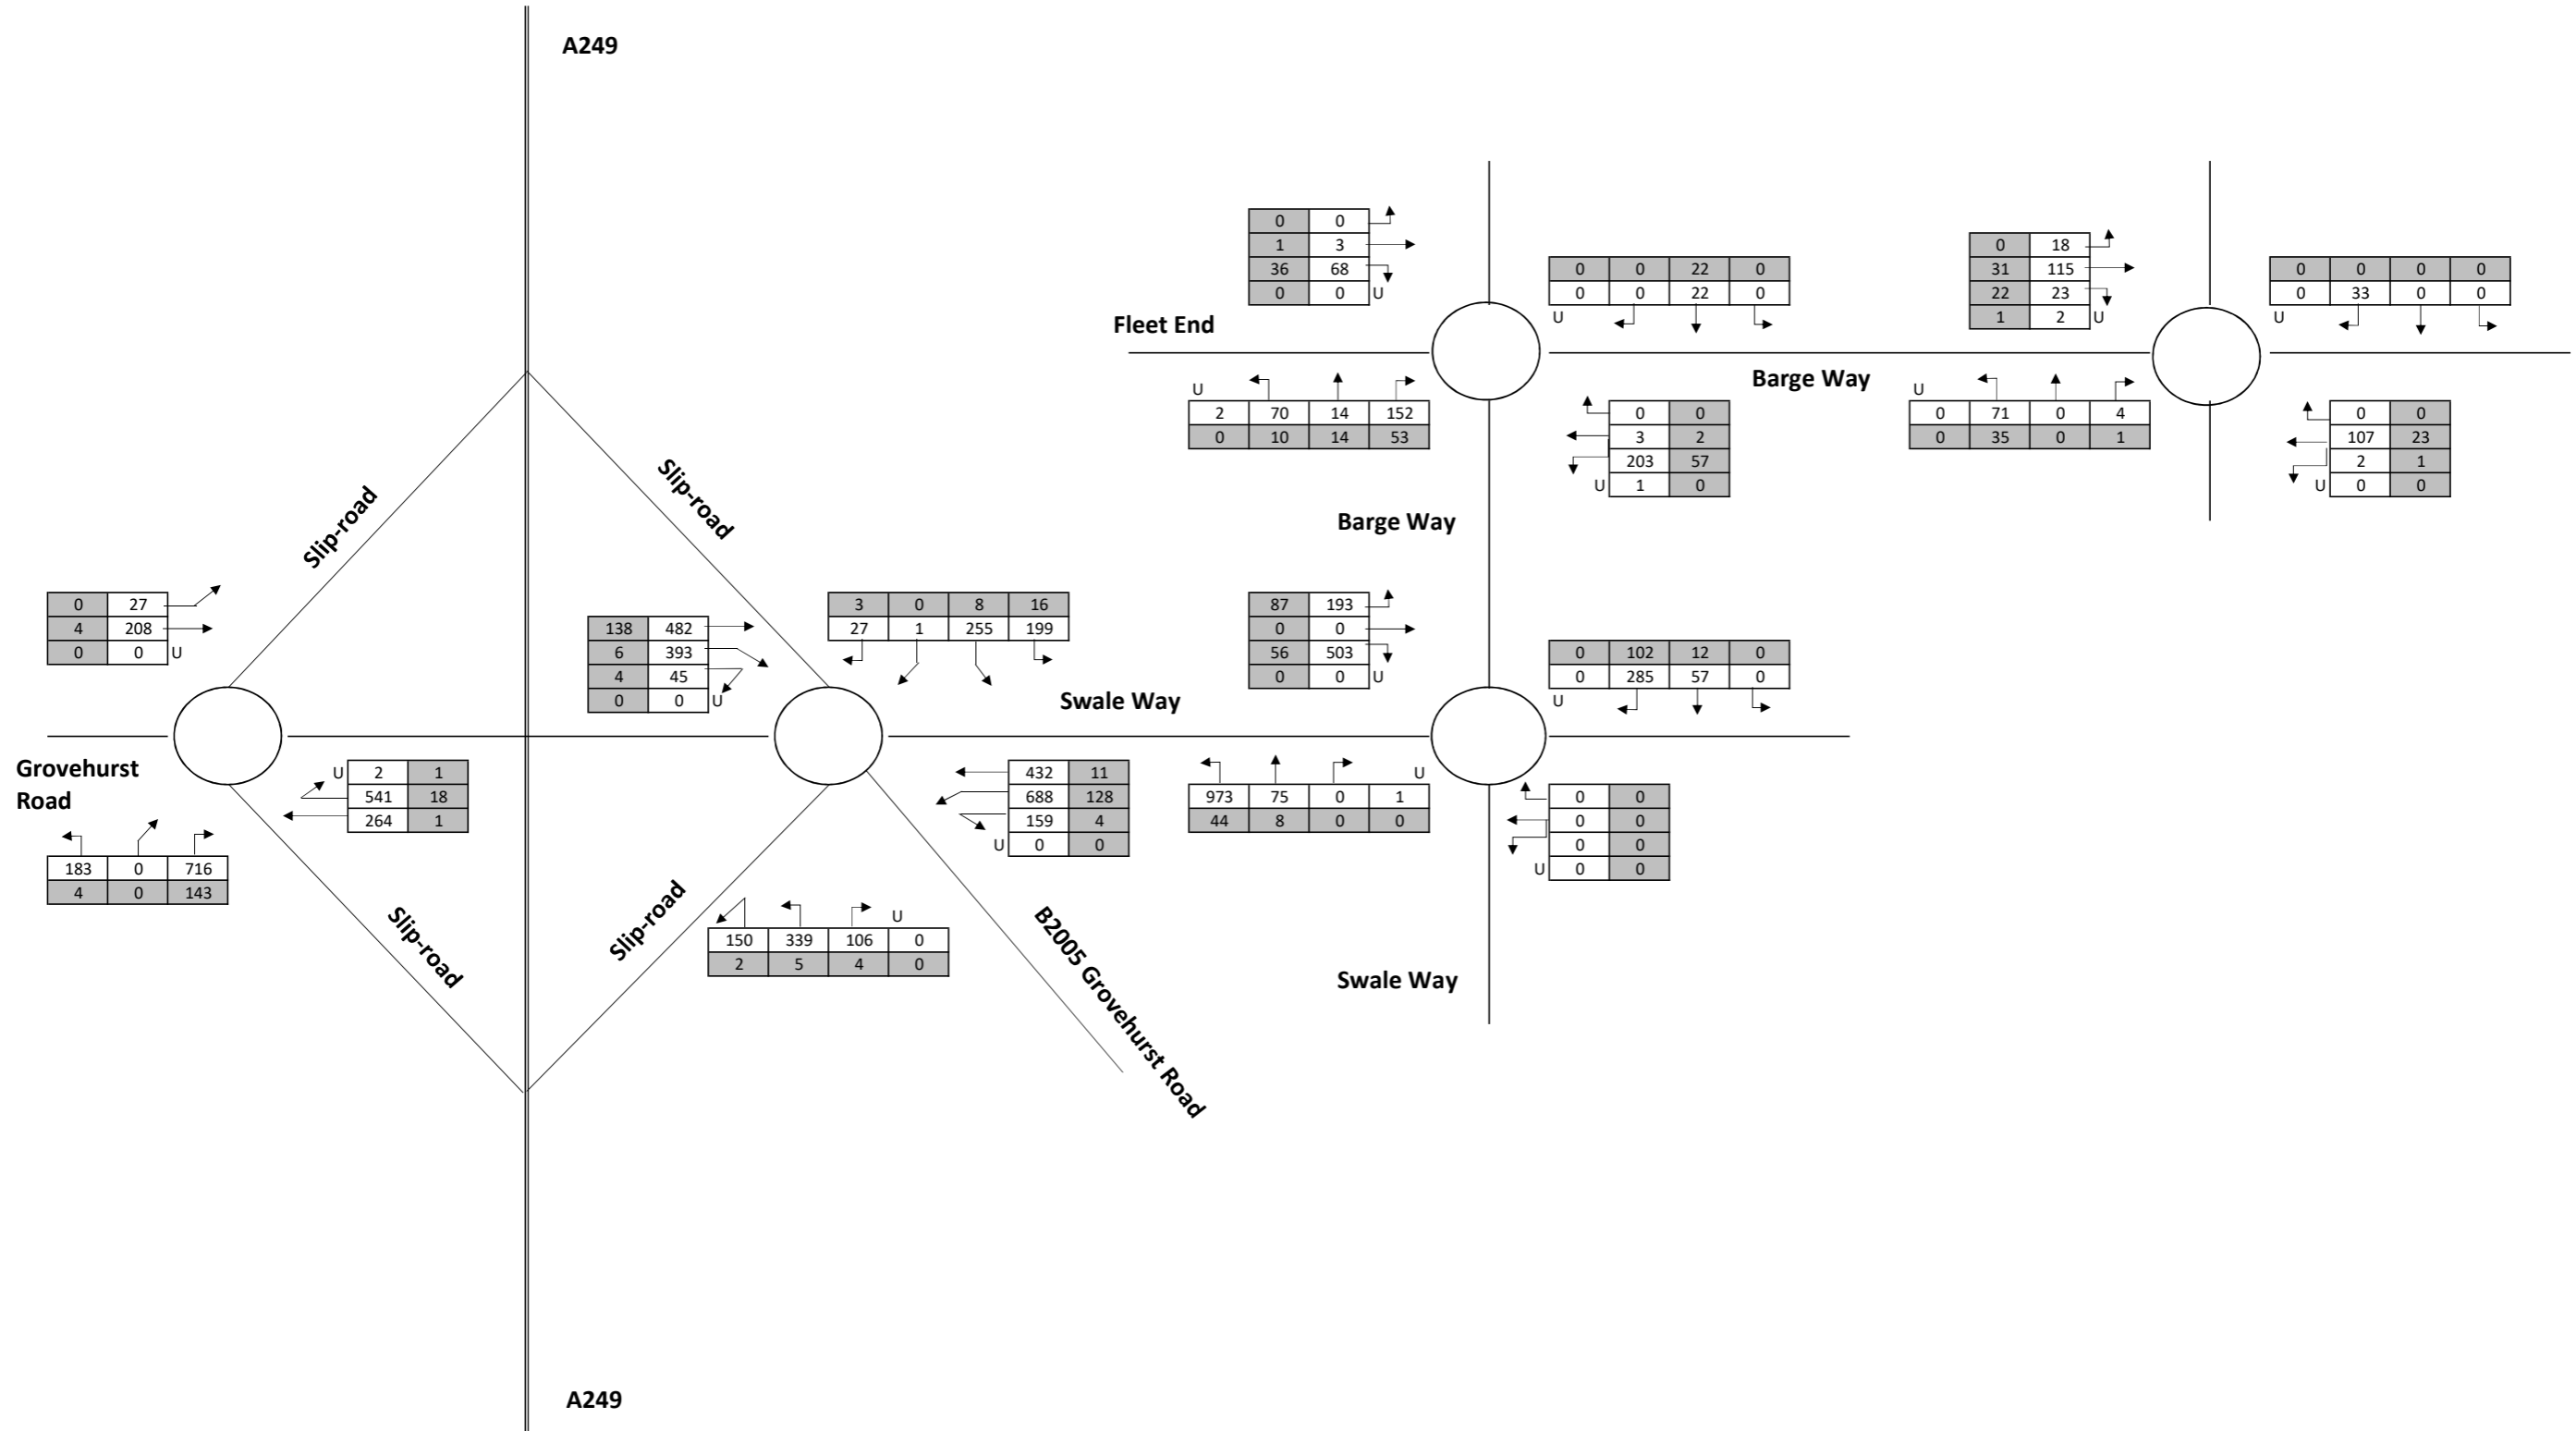 A249
0 0
1 3
36 68
0 0 U
0 0 22 0
0 0 22 0
U
0 18
31 115
22 23
1 2 U
0 0 0 0
0 33 0 0
U
Fleet End
Barge Way
U
2 70 14 152
0 10 14 53
0 0
3 2
203 57
U 1 0
U
0 71 0 4
0 35 0 1
0 0
107 23
2 1
U 0 0
Slip-road
Slip-road
Barge Way
0 27
4 208
0 0 U
138 482
6 393
4 45
0 0 U
3 0 8 16
27 1 255 199
Swale Way
87 193
0 0
56 503
0 0 U
0 102 12 0
0 285 57 0
U
Grovehurst
Road
U 2 1
541 18
264 1
183 0 716
4 0 143
432 11
688 128
159 4
U 0 0
U
973 75 0 1
44 8 0 0
0 0
0 0
0 0
U 0 0
Slip-road
Slip-road
U
150 339 106 0
2 5 4 0
B2005 Grovehurst Road
Swale Way
A249